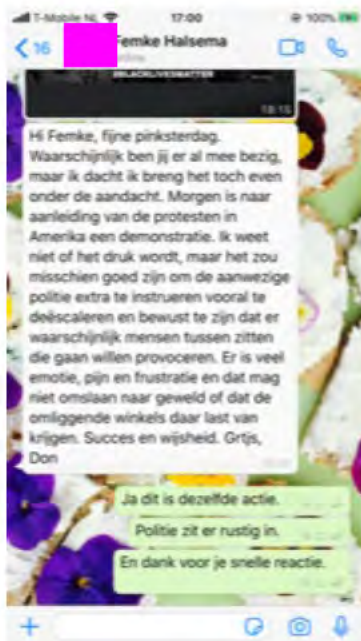 T-Mobile NL 17:00 100%
16 Femke Halsema
online
#BLACKLIVESMATTER
18:15
Hi Femke, fijne pinksterdag.
Waarschijnlijk ben jij er al mee bezig,
maar ik dacht ik breng het toch even
onder de aandacht. Morgen is naar
aanleiding van de protesten in
Amerika een demonstratie. Ik weet
niet of het druk wordt, maar het zou
misschien goed zijn om de aanwezige
politie extra te instrueren vooral te
deëscaleren en bewust te zijn dat er
waarschijnlijk mensen tussen zitten
die gaan willen provoceren. Er is veel
emotie, pijn en frustratie en dat mag
niet omslaan naar geweld of dat de
omliggende winkels daar last van
krijgen. Succes en wijsheid. Grtjs,
Don
Ja dit is dezelfde actie.
Politie zit er rustig in.
En dank voor je snelle reactie.